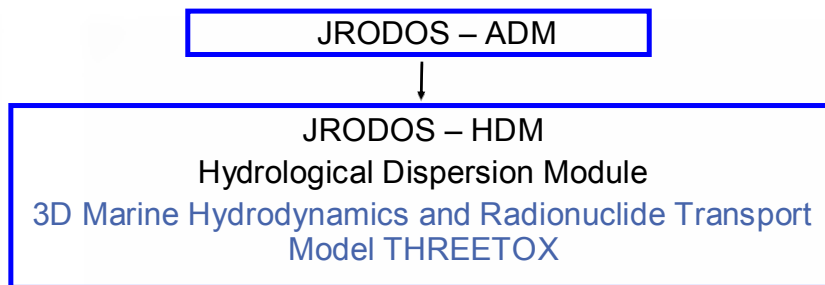 JRODOS – ADM
JRODOS – HDM
Hydrological Dispersion Module
3D Marine Hydrodynamics and Radionuclide Transport
Model THREETOX